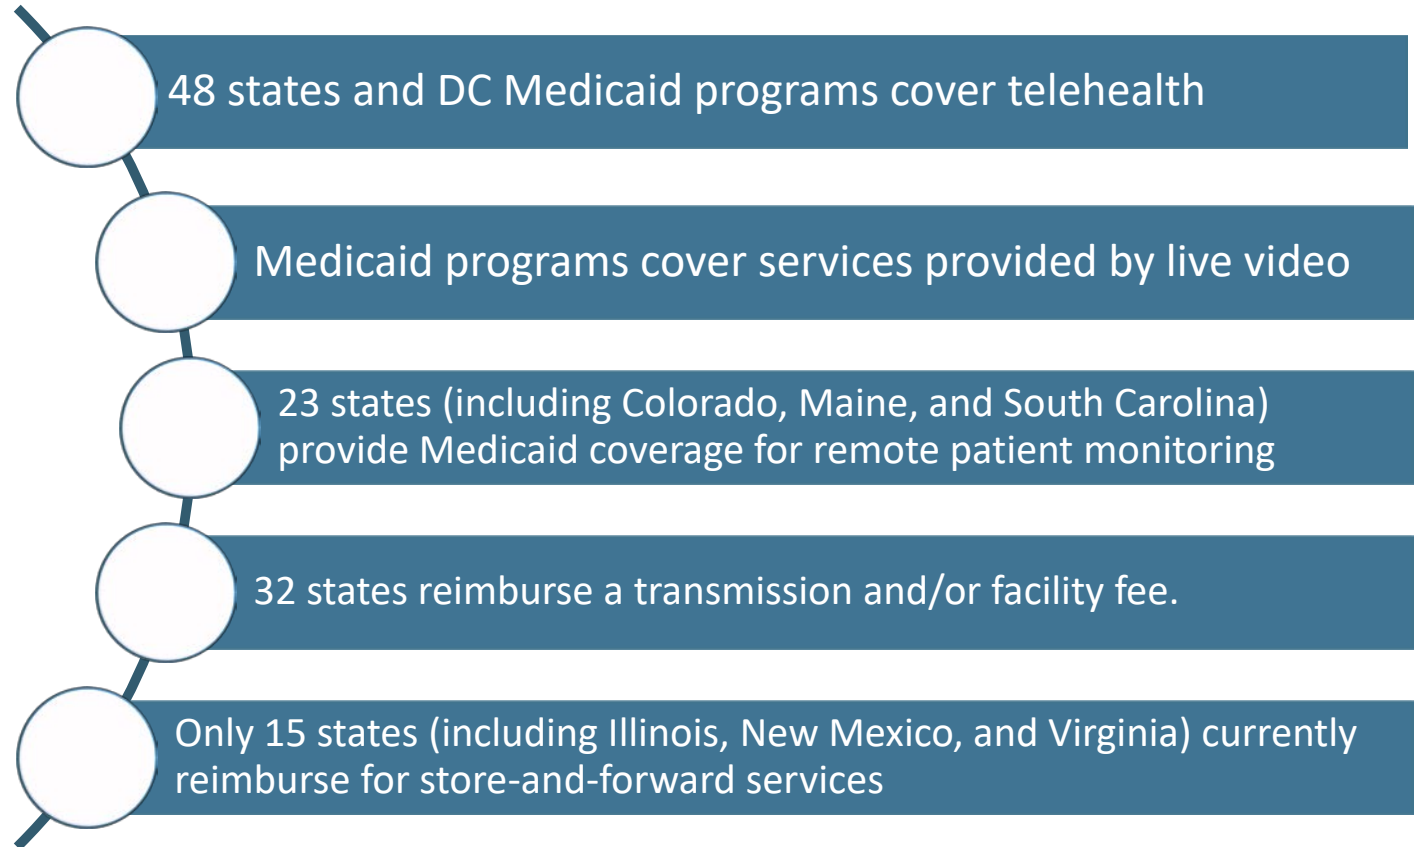 48 states and DC Medicaid programs cover telehealth
Medicaid programs cover services provided by live video
23 states (including Colorado, Maine, and South Carolina)
provide Medicaid coverage for remote patient monitoring
32 states reimburse a transmission and/or facility fee.
Only 15 states (including Illinois, New Mexico, and Virginia) currently
reimburse for store-and-forward services